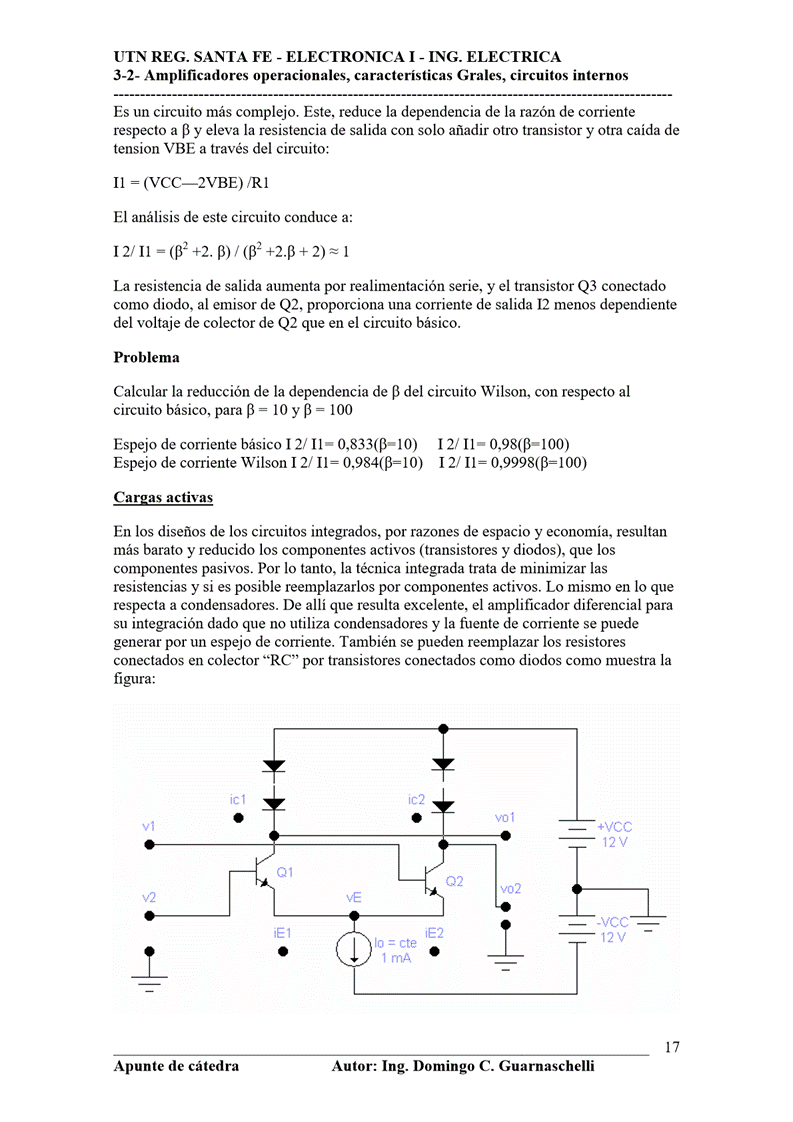 UTN REG. SANTA FE - ELECTRONICA I - ING. ELECTRICA
3-2- Amplificadores operacionales, características Grales, circuitos internos
--------------------------------------------------------------------------------------------------------
Es un circuito más complejo. Este, reduce la dependencia de la razón de corriente
respecto a β y eleva la resistencia de salida con solo añadir otro transistor y otra caída de
tension VBE a través del circuito:
I1 = (VCC—2VBE) /R1
El análisis de este circuito conduce a:
I 2/ I1 = (β² +2. β) / (β² +2.β + 2) ≈ 1
La resistencia de salida aumenta por realimentación serie, y el transistor Q3 conectado
como diodo, al emisor de Q2, proporciona una corriente de salida I2 menos dependiente
del voltaje de colector de Q2 que en el circuito básico.
Problema
Calcular la reducción de la dependencia de β del circuito Wilson, con respecto al
circuito básico, para β = 10 y β = 100
Espejo de corriente básico I 2/ I1= 0,833(β=10) I 2/ I1= 0,98(β=100)
Espejo de corriente Wilson I 2/ I1= 0,984(β=10) I 2/ I1= 0,9998(β=100)
Cargas activas
En los diseños de los circuitos integrados, por razones de espacio y economía, resultan
más barato y reducido los componentes activos (transistores y diodos), que los
componentes pasivos. Por lo tanto, la técnica integrada trata de minimizar las
resistencias y si es posible reemplazarlos por componentes activos. Lo mismo en lo que
respecta a condensadores. De allí que resulta excelente, el amplificador diferencial para
su integración dado que no utiliza condensadores y la fuente de corriente se puede
generar por un espejo de corriente. También se pueden reemplazar los resistores
conectados en colector “RC” por transistores conectados como diodos como muestra la
figura:
ic1
ic2
vo1
v1
+VCC
12 V
Q1
Q2
v2
vE
vo2
iE1
Io = cte
1 mA
iE2
-VCC
12 V
17
Apunte de cátedra Autor: Ing. Domingo C. Guarnaschelli